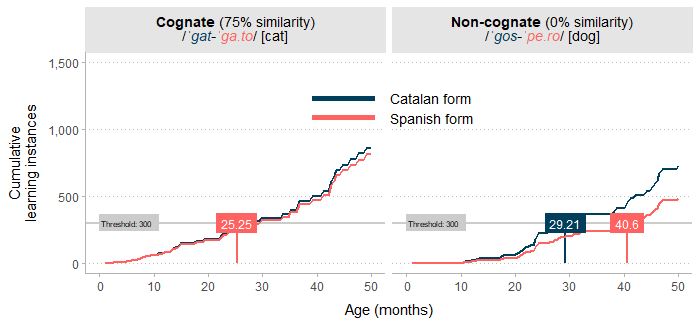 Cognate (75% similarity)
/ˈgat-ˈga.to/ [cat]
Non-cognate (0% similarity)
/ˈgos-ˈpe.ro/ [dog]
Cumulative
learning instances
1,500
1,000
500
0
Catalan form
Spanish form
Threshold: 300
25.25
Threshold: 300
29.21
40.6
0 10 20 30 40 50
0 10 20 30 40 50
Age (months)